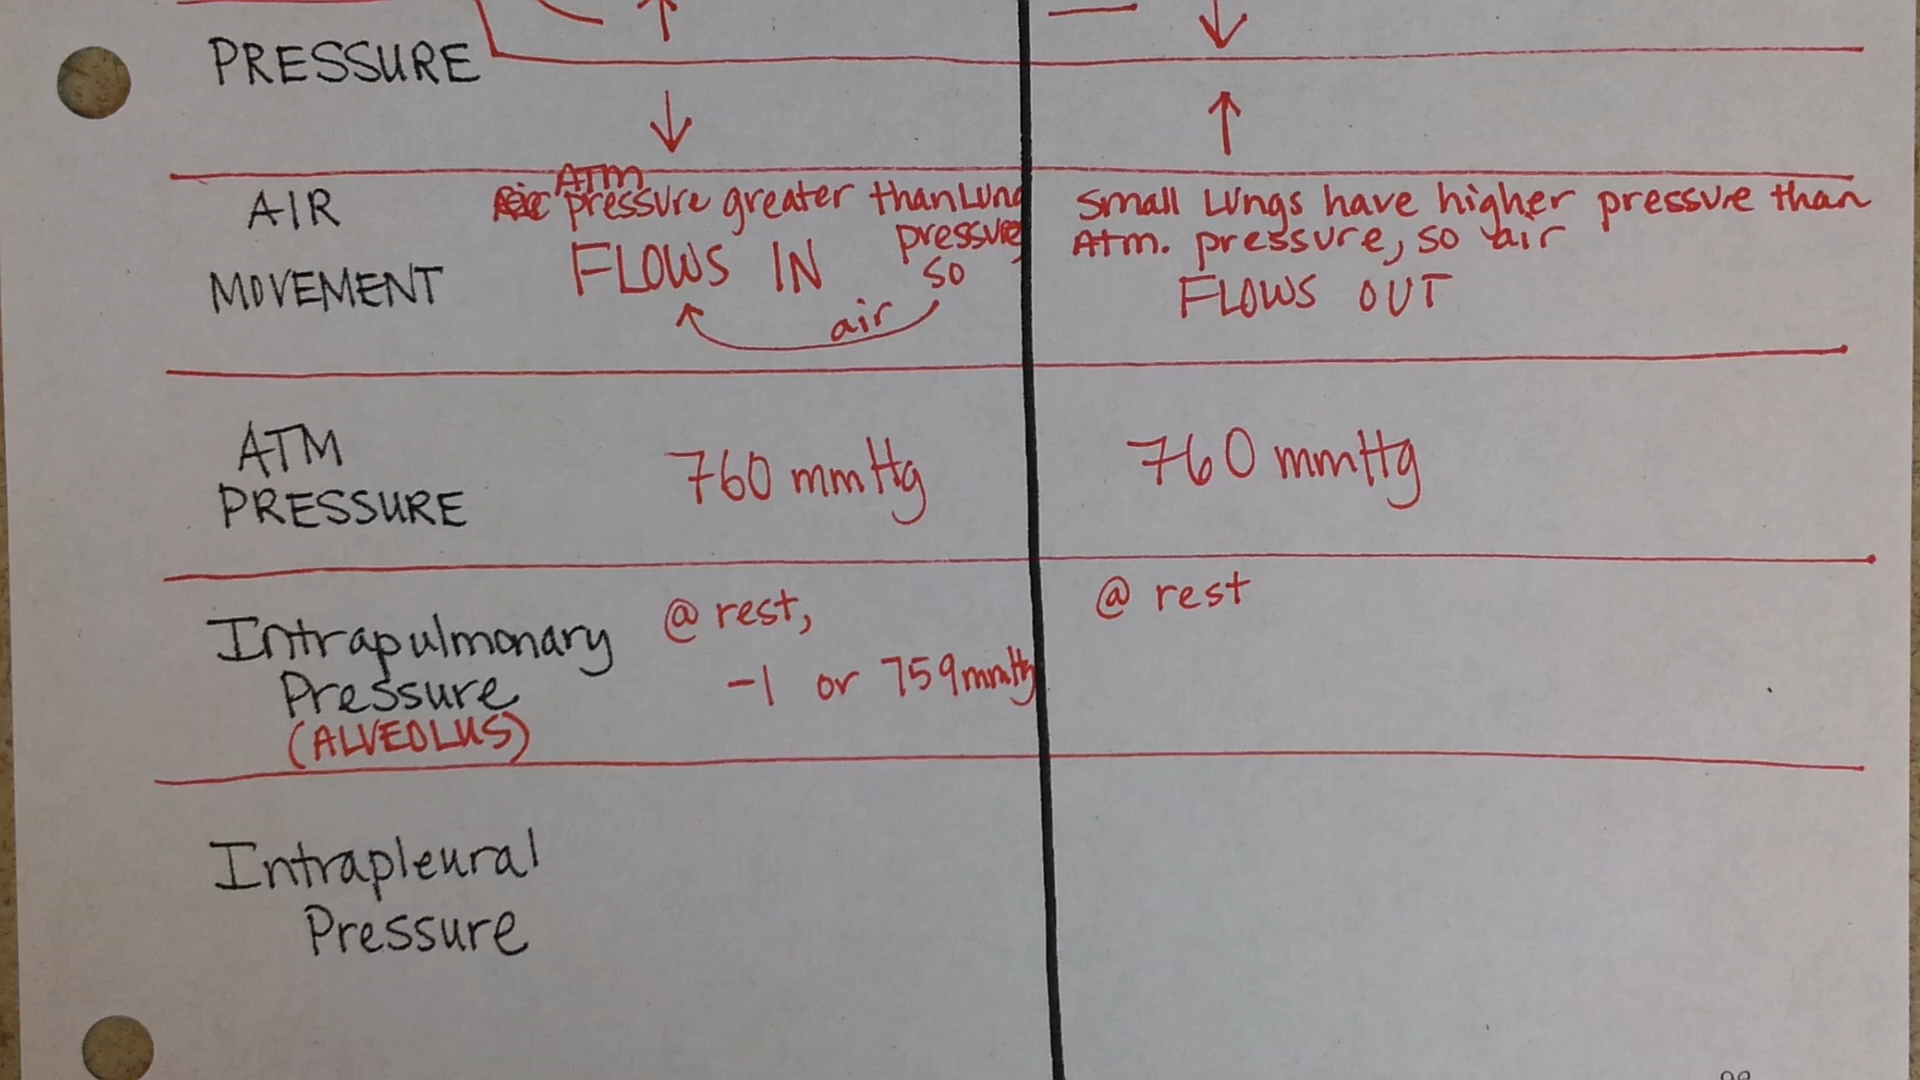 PRESSURE
AIR
MOVEMENT
ATM
pressure greater than Lung
pressure,
so
FLOWS IN
air
Small Lungs have higher pressure than
Atm. pressure, so air
FLOWS OUT
ATM
PRESSURE
760 mmHg
760 mmHg
Intrapulmonary
Pressure
(ALVEOLUS)
@ rest,
-1 or 759mmHg
@ rest
Intrapleural
Pressure